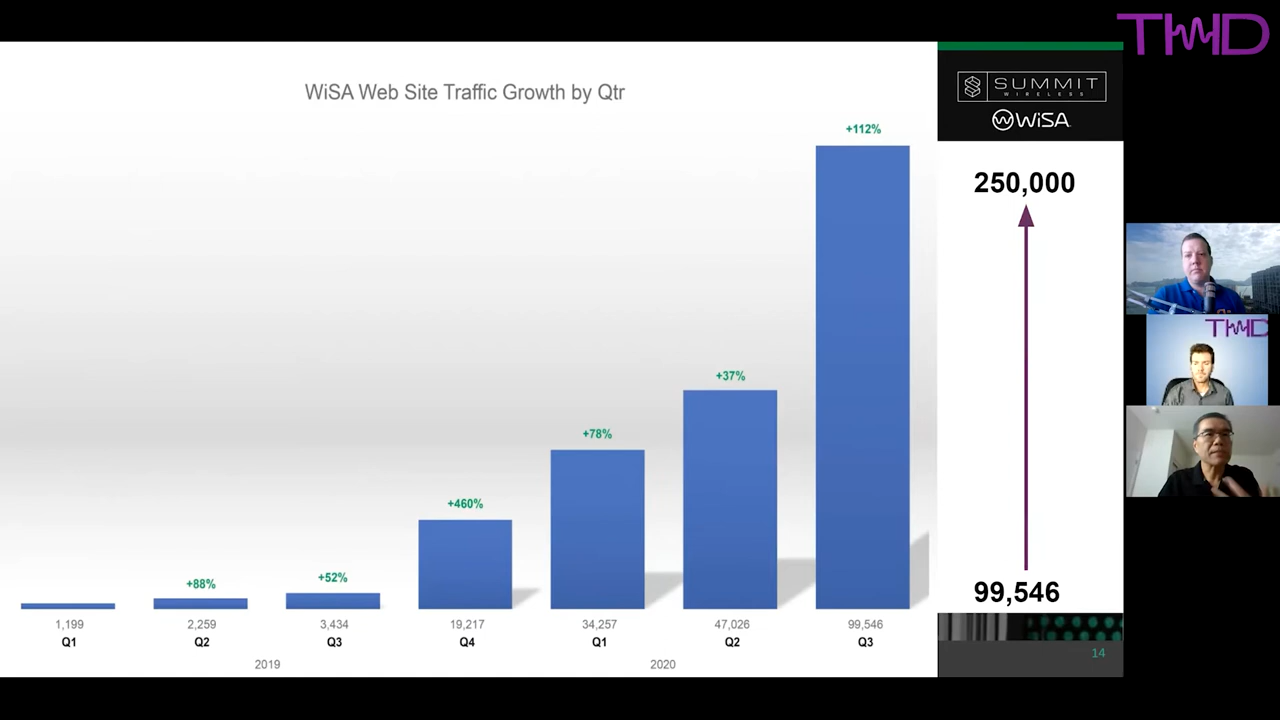 TWD
WiSA Web Site Traffic Growth by Qtr
SUMMIT
WIRELESS
WiSA
+112%
250,000
+37%
+78%
+460%
+52%
+88%
TWD
1,199 2,259 3,434 19,217 34,257 47,026 99,546
Q1 Q2 Q3 Q4 Q1 Q2 Q3
2019 2020
99,546
14